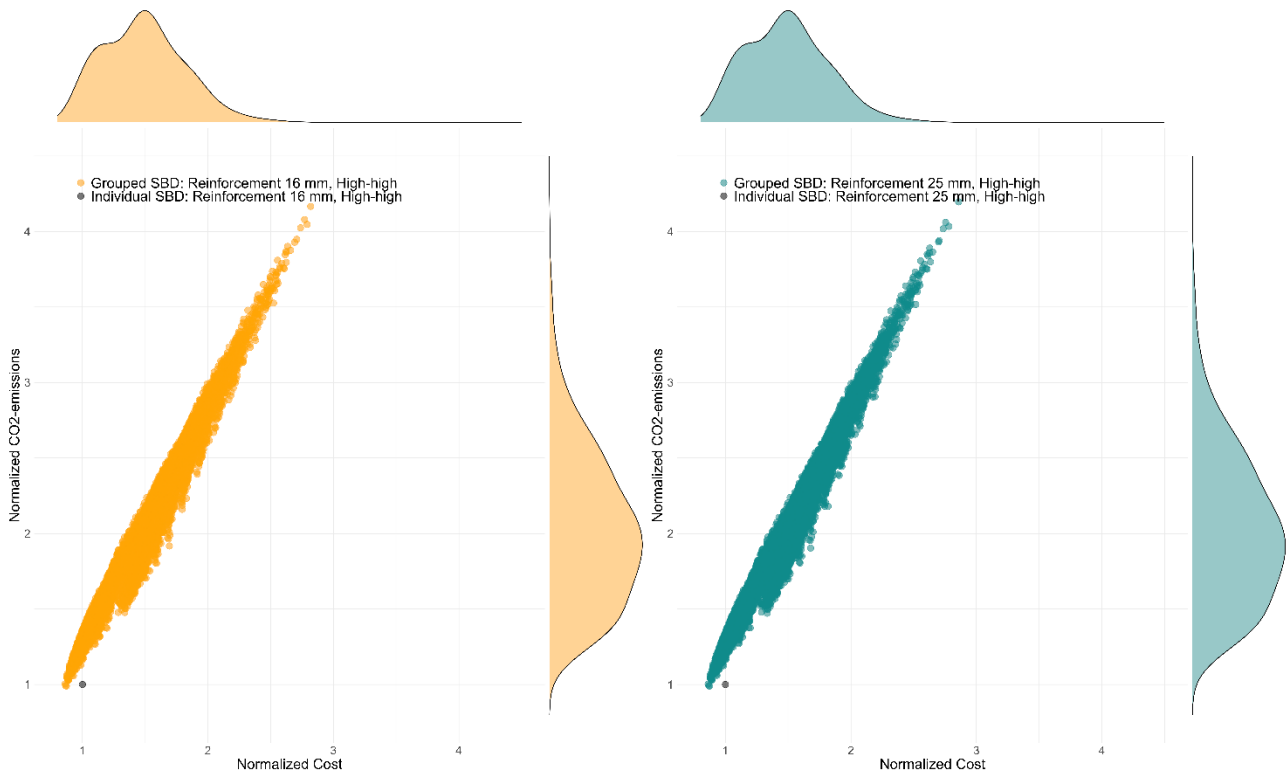 Grouped SBD: Reinforcement 16 mm, High-high
Individual SBD: Reinforcement 16 mm, High-high
4
3
2
1
Normalized CO2-emissions
1
2
3
4
Normalized Cost
Grouped SBD: Reinforcement 25 mm, High-high
Individual SBD: Reinforcement 25 mm, High-high
4
3
2
1
Normalized CO2-emissions
1
2
3
4
Normalized Cost